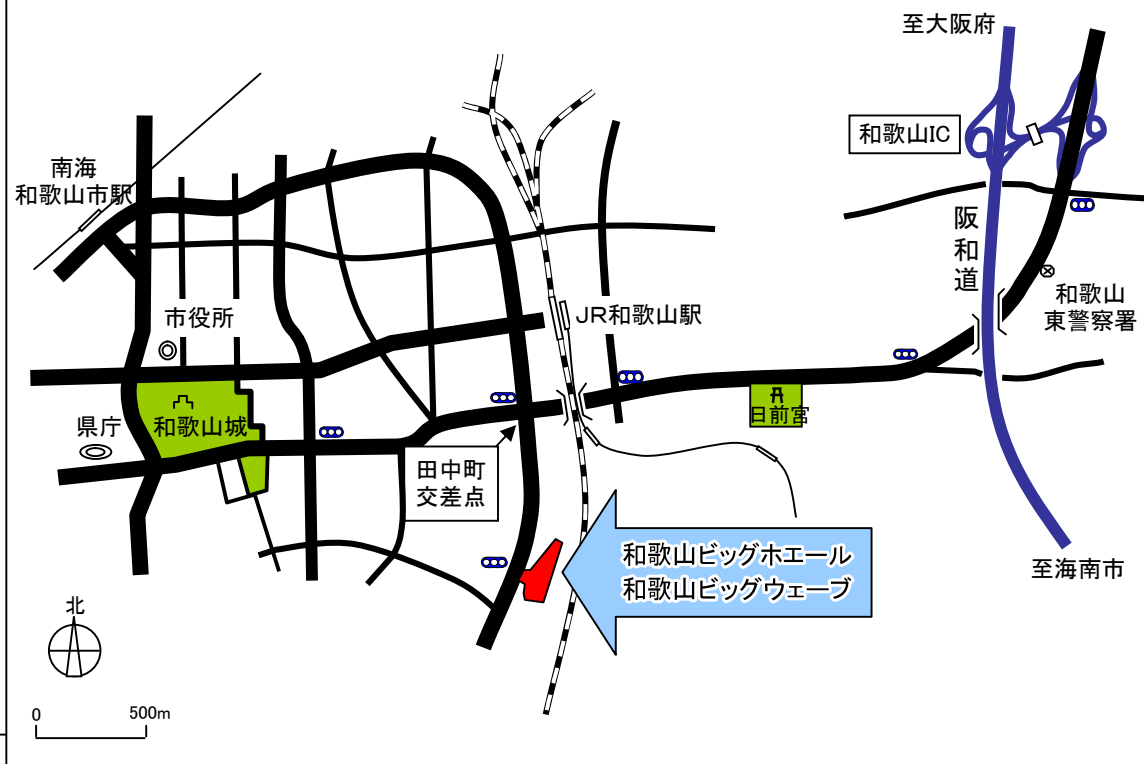 至大阪府
和歌山IC
南海
和歌山市駅
阪
和
道
市役所
JR和歌山駅
和歌山
東警察署
県庁
和歌山城
日前宮
田中町
交差点
和歌山ビッグホエール
和歌山ビッグウェーブ
至海南市
北
0
500m